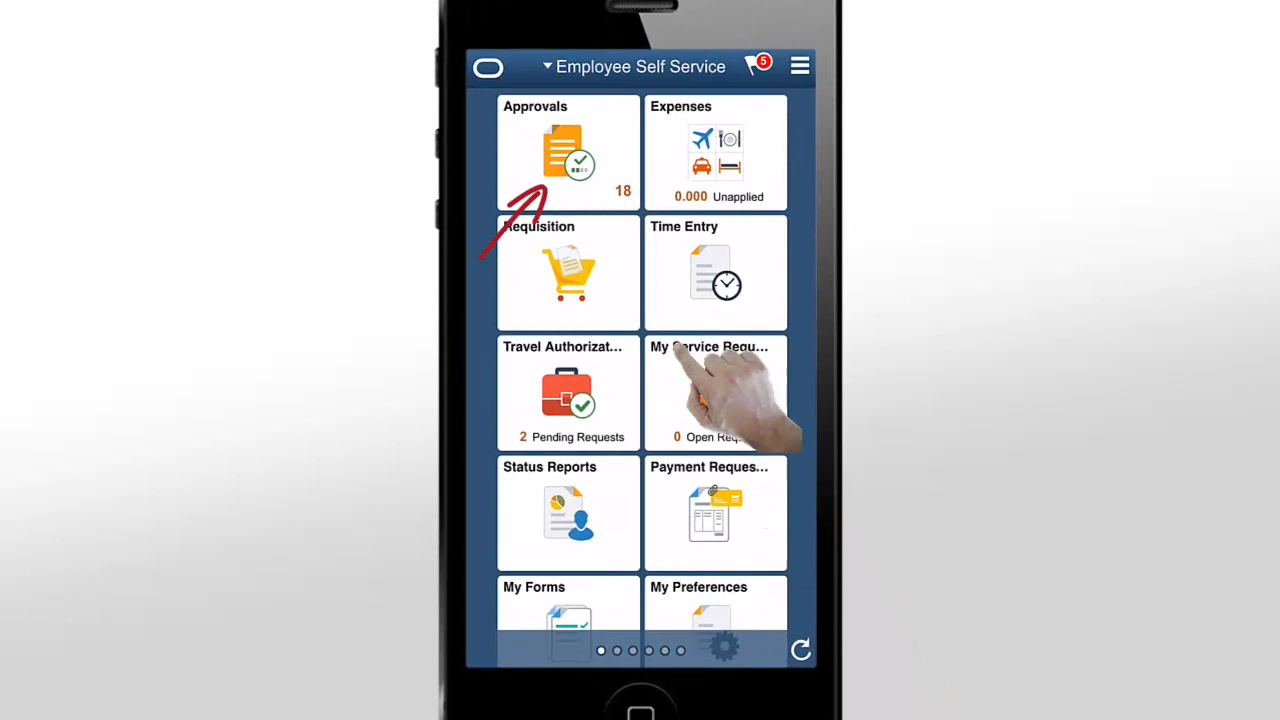 Employee Self Service
5
Approvals
18
Expenses
0.000 Unapplied
Requisition
Time Entry
Travel Authorizat...
2 Pending Requests
My Service Requ...
0 Open
Status Reports
Payment Reques...
My Forms
My Preferences